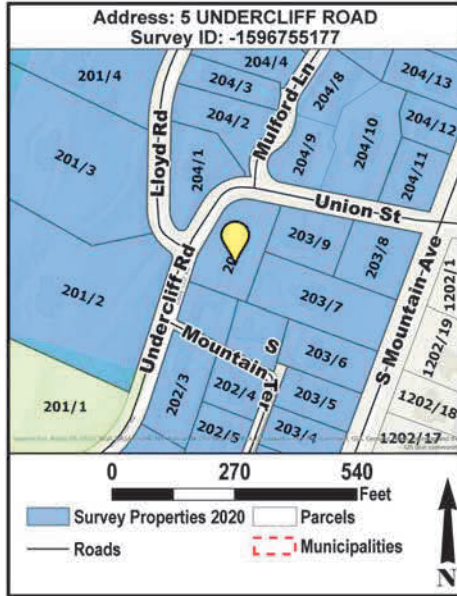 Address: 5 UNDERCLIFF ROAD
Survey ID: -1596755177
201/4
204/4
204/3
204/2
204/8
204/13
Mulford-Ln
204/10
204/12
201/3
Lloyd-Rd
204/1
204/9
204/11
Union-St
203/9
203/8
S-Mountain-Ave
1202/1
201/2
Undercliff-Rd
203/7
1202/19
S
Mountain-Ter
203/6
201/1
202/3
202/4
203/5
1202/18
202/5
203/4
1202/17
0 270 540
Feet
Survey Properties 2020
Parcels
Roads
Municipalities
N